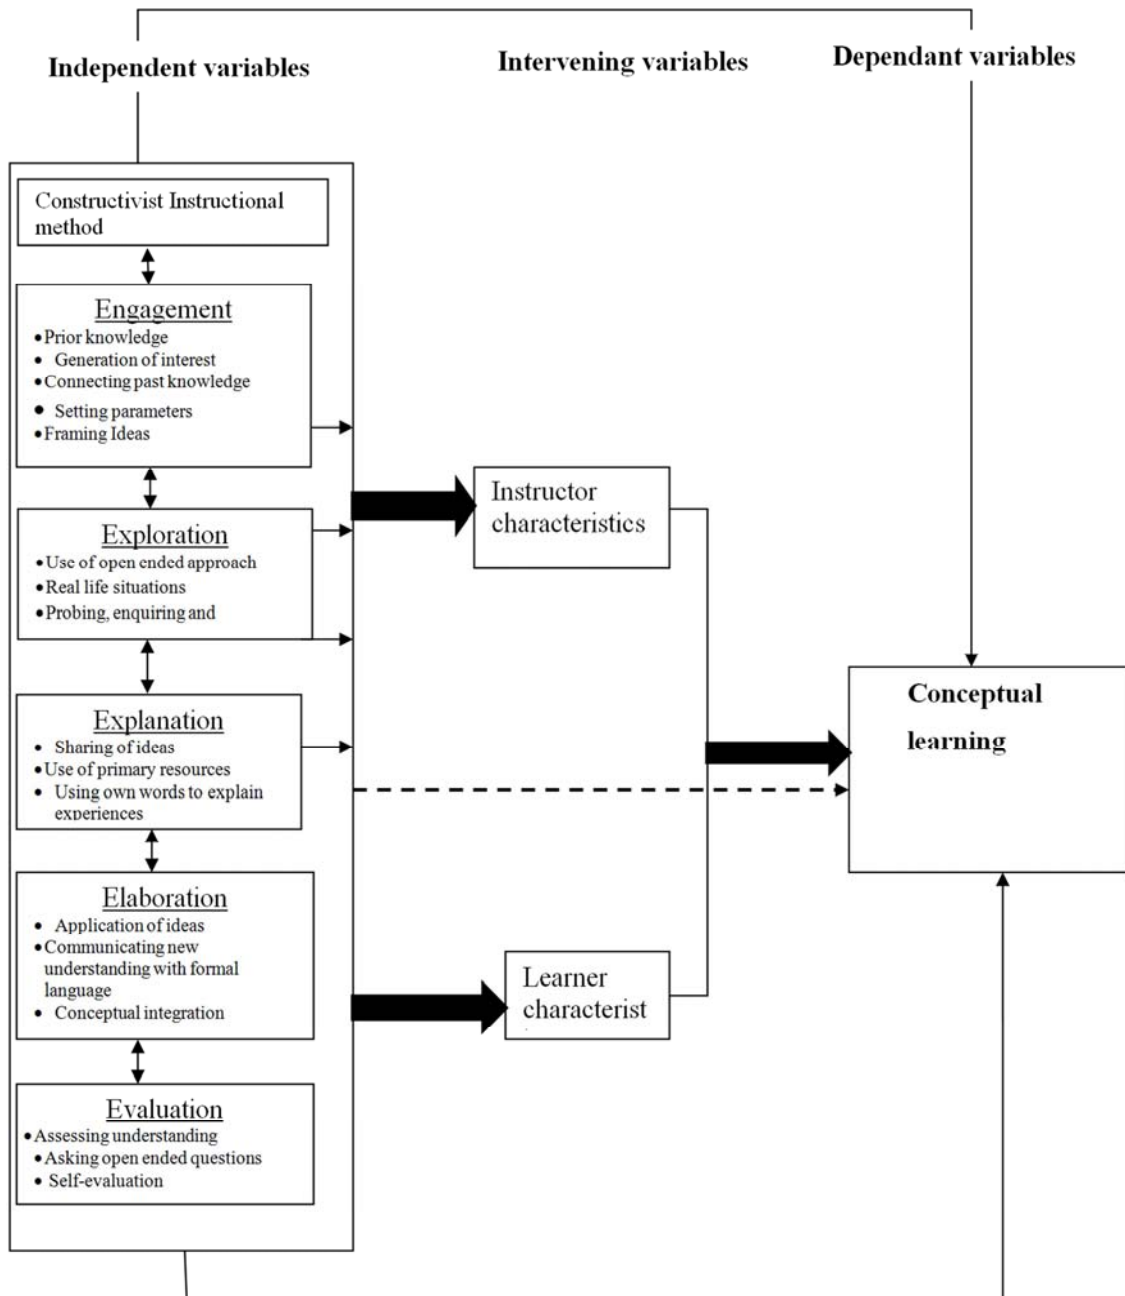 Independent variables
Intervening variables
Dependant variables
Constructivist Instructional
method
Engagement
•Prior knowledge
• Generation of interest
•Connecting past knowledge
• Setting parameters
•Framing Ideas
Exploration
•Use of open ended approach
•Real life situations
•Probing, enquiring and
Explanation
• Sharing of ideas
•Use of primary resources
• Using own words to explain
experiences
Elaboration
• Application of ideas
•Communicating new
understanding with formal
language
• Conceptual integration
Evaluation
•Assessing understanding
•Asking open ended questions
• Self-evaluation
Instructor
characteristics
Learner
characterist
Conceptual
learning